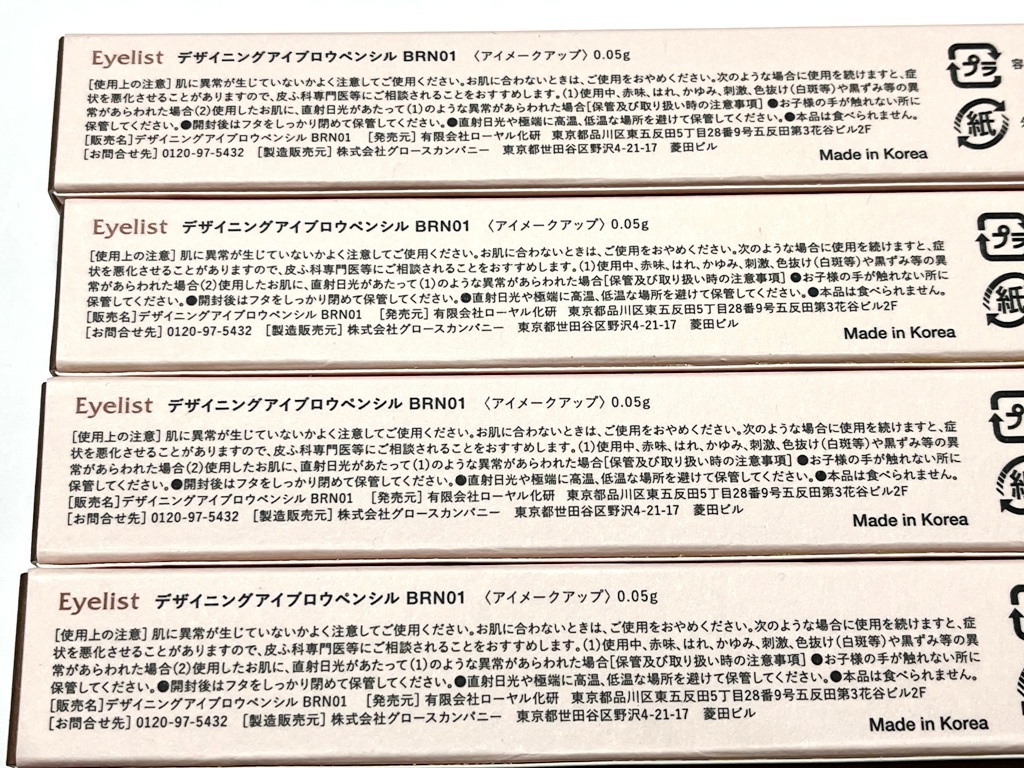 Eyelist デザイニングアイブロウペンシル BRN01 〈アイメークアップ〉 0.05g
[使用上の注意] 肌に異常が生じていないかよく注意してご使用ください。お肌に合わないときは、ご使用をおやめください。次のような場合に使用を続けますと、症
状を悪化させることがありますので、皮ふ科専門医等にご相談されることをおすすめします。(1)使用中、赤味、はれ、かゆみ、刺激、色抜け(白斑等)や黒ずみ等の異
常があらわれた場合(2)使用したお肌に、直射日光があたって(1)のような異常があらわれた場合[保管及び取り扱い時の注意事項] ●お子様の手が触れない所に
保管してください。●開封後はフタをしっかり閉めて保管してください。●直射日光や極端に高温、低温な場所を避けて保管してください。●本品は食べられません。
[販売名]デザイニングアイブロウペンシル BRN01 [発売元] 有限会社ローヤル化研 東京都品川区東五反田5丁目28番9号五反田第3花谷ビル2F
[お問合せ先] 0120-97-5432 [製造販売元] 株式会社グロースカンパニー 東京都世田谷区野沢4-21-17 菱田ビル
Made in Korea
プラ
紙
Eyelist デザイニングアイブロウペンシル BRN01 〈アイメークアップ〉 0.05g
[使用上の注意] 肌に異常が生じていないかよく注意してご使用ください。お肌に合わないときは、ご使用をおやめください。次のような場合に使用を続けますと、症
状を悪化させることがありますので、皮ふ科専門医等にご相談されることをおすすめします。(1)使用中、赤味、はれ、かゆみ、刺激、色抜け(白斑等)や黒ずみ等の異
常があらわれた場合(2)使用したお肌に、直射日光があたって(1)のような異常があらわれた場合[保管及び取り扱い時の注意事項] ●お子様の手が触れない所に
保管してください。●開封後はフタをしっかり閉めて保管してください。●直射日光や極端に高温、低温な場所を避けて保管してください。●本品は食べられません。
[販売名]デザイニングアイブロウペンシル BRN01 [発売元] 有限会社ローヤル化研 東京都品川区東五反田5丁目28番9号五反田第3花谷ビル2F
[お問合せ先] 0120-97-5432 [製造販売元] 株式会社グロースカンパニー 東京都世田谷区野沢4-21-17 菱田ビル
Made in Korea
プラ
紙
Eyelist デザイニングアイブロウペンシル BRN01 〈アイメークアップ〉 0.05g
[使用上の注意] 肌に異常が生じていないかよく注意してご使用ください。お肌に合わないときは、ご使用をおやめください。次のような場合に使用を続けますと、症
状を悪化させることがありますので、皮ふ科専門医等にご相談されることをおすすめします。(1)使用中、赤味、はれ、かゆみ、刺激、色抜け(白斑等)や黒ずみ等の異
常があらわれた場合(2)使用したお肌に、直射日光があたって(1)のような異常があらわれた場合[保管及び取り扱い時の注意事項] ●お子様の手が触れない所に
保管してください。●開封後はフタをしっかり閉めて保管してください。●直射日光や極端に高温、低温な場所を避けて保管してください。●本品は食べられません。
[販売名]デザイニングアイブロウペンシル BRN01 [発売元] 有限会社ローヤル化研 東京都品川区東五反田5丁目28番9号五反田第3花谷ビル2F
[お問合せ先] 0120-97-5432 [製造販売元] 株式会社グロースカンパニー 東京都世田谷区野沢4-21-17 菱田ビル
Made in Korea
Eyelist デザイニングアイブロウペンシル BRN01 〈アイメークアップ〉 0.05g
[使用上の注意] 肌に異常が生じていないかよく注意してご使用ください。お肌に合わないときは、ご使用をおやめください。次のような場合に使用を続けますと、症
状を悪化させることがありますので、皮ふ科専門医等にご相談されることをおすすめします。(1)使用中、赤味、はれ、かゆみ、刺激、色抜け(白斑等)や黒ずみ等の異
常があらわれた場合(2)使用したお肌に、直射日光があたって(1)のような異常があらわれた場合[保管及び取り扱い時の注意事項] ●お子様の手が触れない所に
保管してください。●開封後はフタをしっかり閉めて保管してください。●直射日光や極端に高温、低温な場所を避けて保管してください。●本品は食べられません。
[販売名]デザイニングアイブロウペンシル BRN01 [発売元] 有限会社ローヤル化研 東京都品川区東五反田5丁目28番9号五反田第3花谷ビル2F
[お問合せ先] 0120-97-5432 [製造販売元] 株式会社グロースカンパニー 東京都世田谷区野沢4-21-17 菱田ビル
Made in Korea